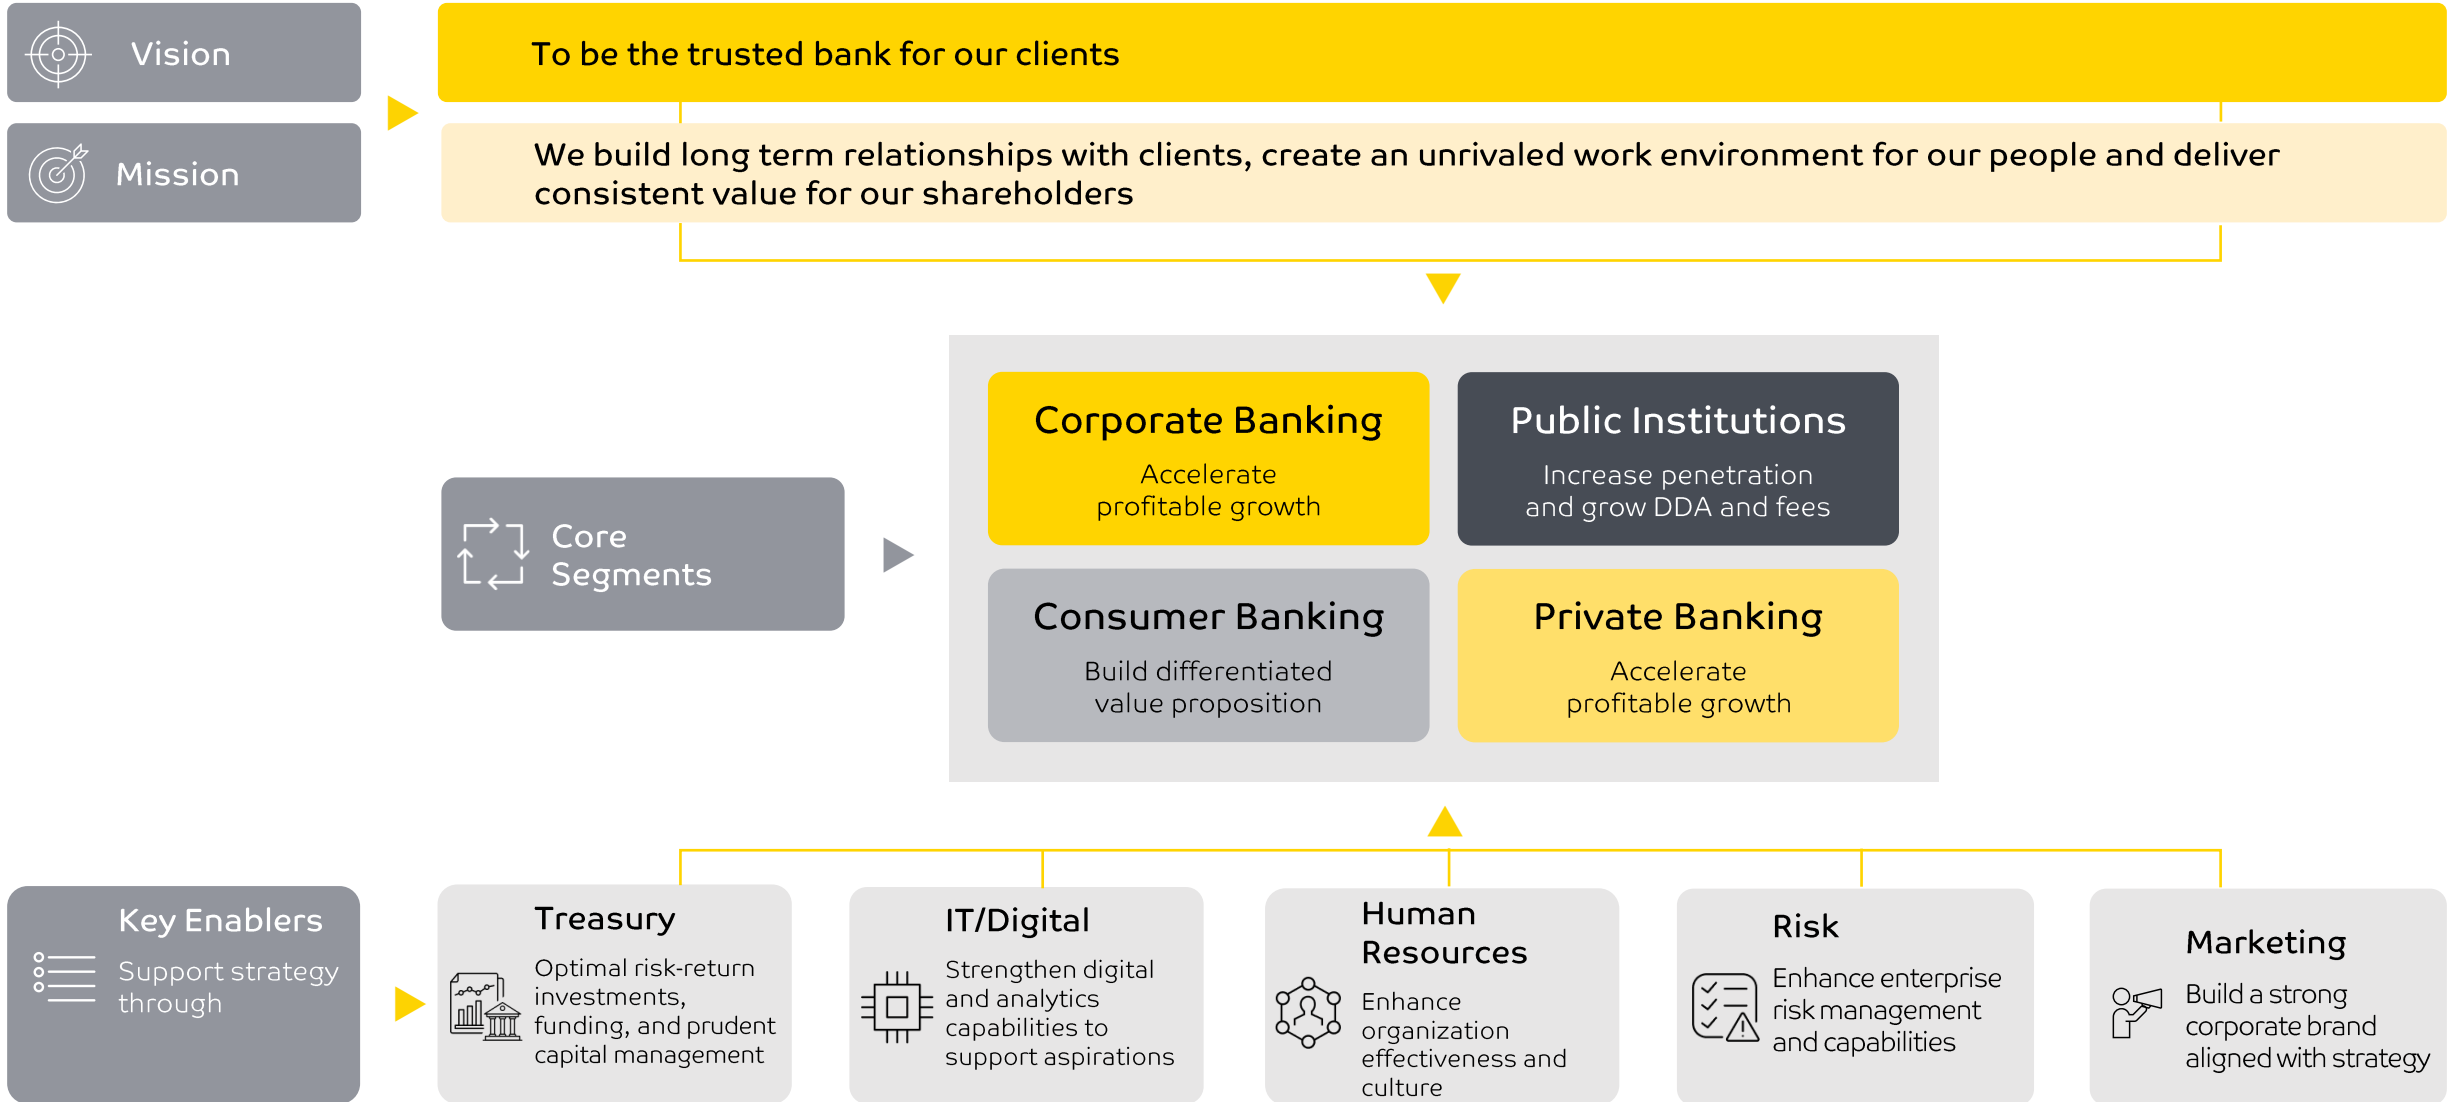 Vision
To be the trusted bank for our clients
Mission
We build long term relationships with clients, create an unrivaled work environment for our people and deliver
consistent value for our shareholders
Core
Segments
Corporate Banking
Accelerate
profitable growth
Public Institutions
Increase penetration
and grow DDA and fees
Consumer Banking
Build differentiated
value proposition
Private Banking
Accelerate
profitable growth
Key Enablers
Support strategy
through
Treasury
Optimal risk-return
investments,
funding, and prudent
capital management
IT/Digital
Strengthen digital
and analytics
capabilities to
support aspirations
Human
Resources
Enhance
organization
effectiveness and
culture
Risk
Enhance enterprise
risk management
and capabilities
Marketing
Build a strong
corporate brand
aligned with strategy